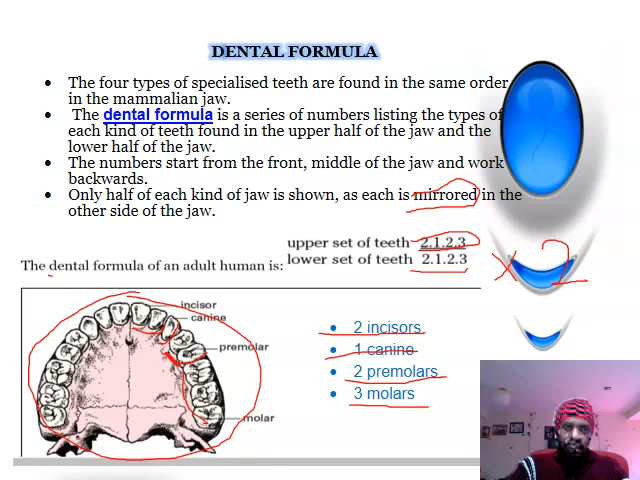 DENTAL FORMULA
• The four types of specialised teeth are found in the same order
in the mammalian jaw.
• The dental formula is a series of numbers listing the types of
each kind of teeth found in the upper half of the jaw and the
lower half of the jaw.
• The numbers start from the front, middle of the jaw and work
backwards.
• Only half of each kind of jaw is shown, as each is mirrored in the
other side of the jaw.
upper set of teeth 2.1.2.3
The dental formula of an adult human is: lower set of teeth 2.1.2.3
x 2
incisor
canine
premolar
molar
• 2 incisors
• 1 canine
• 2 premolars
• 3 molars